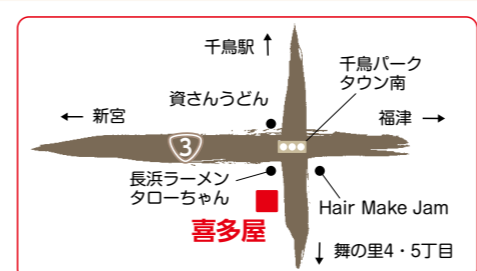 千鳥駅 ↑
千鳥パーク
タウン南
資さんうどん
← 新宮
福津 →
3
長浜ラーメン
タローちゃん
Hair Make Jam
喜多屋
↓ 舞の里4・5丁目